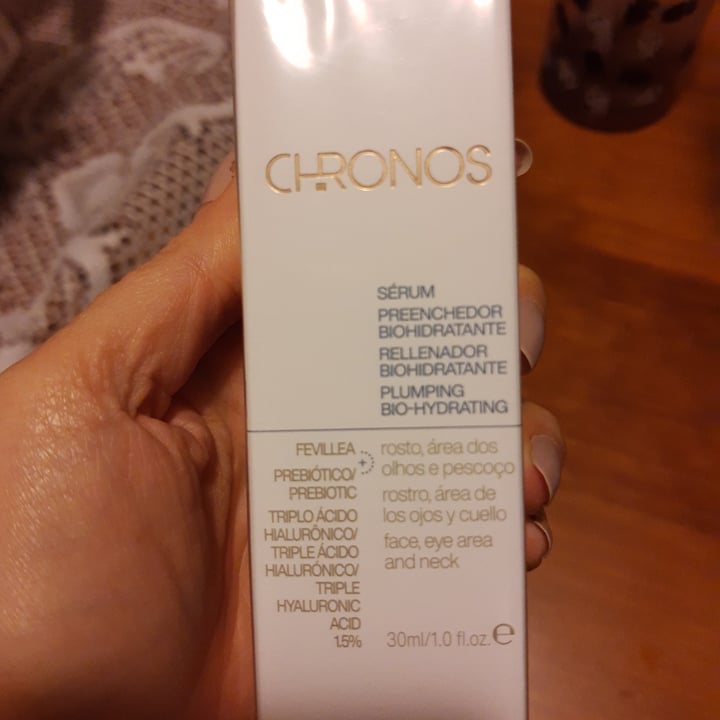 CHRONOS
SÉRUM
PREENCHEDOR
BIOHIDRATANTE
RELLENADOR
BIOHIDRATANTE
PLUMPING
BIO-HYDRATING
FEVILLEA
+
PREBIÓTICO/
PREBIOTIC
TRIPLO ÁCIDO
HIALURÔNICO/
TRIPLE ÁCIDO
HIALURÓNICO/
TRIPLE
HYALURONIC
ACID
1.5%
rosto, área dos
olhos e pescoço
rostro, área de
los ojos y cuello
face, eye area
and neck
30ml/1.0 fl.oz.℮